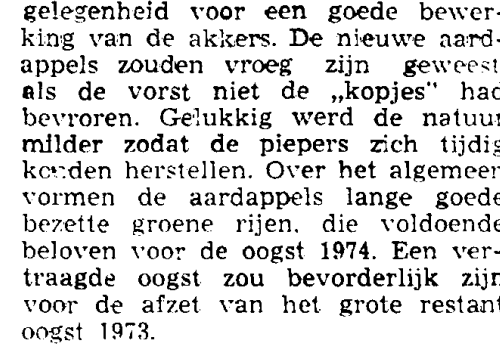 gelegenheid voor een goede bewer-
king van de akkers. De nieuwe aard-
appels zouden vroeg zijn geweest
als de vorst niet de „kopjes" had
bevroren. Gelukkig werd de natuur
milder zodat de piepers zich tijdig
konden herstellen. Over het algemeen
vormen de aardappels lange goede
bezette groene rijen, die voldoende
beloven voor de oogst 1974. Een ver-
traagde oogst zou bevorderlijk zijn
voor de afzet van het grote restant
oogst 1973.